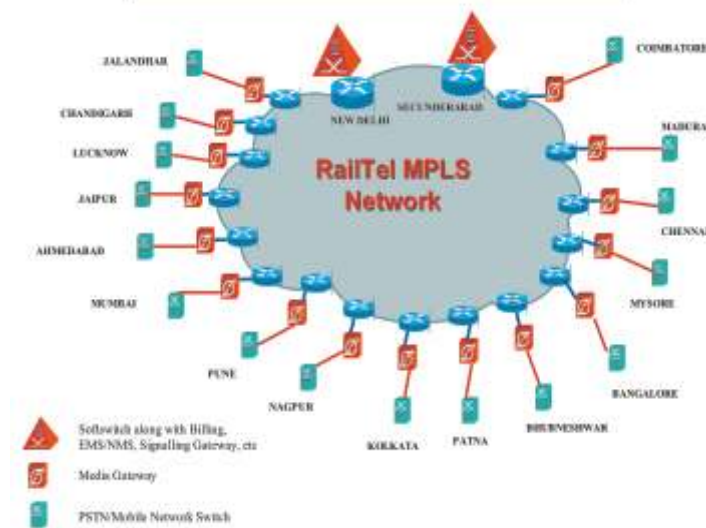 JALANDHAR
COIMBATORE
CHANDIGARH
NEW DELHI
SECUNDERABAD
MADURAI
LUCKNOW
RailTel MPLS
Network
JAIPUR
CHENNAI
AHMEDABAD
MUMBAI
MYSORE
PUNE
BANGALORE
NAGPUR
KOLKATA
PATNA
BHUBNESHWAR
Softswitch along with Billing,
EMS/NMS, Signalling Gateway, etc
Media Gateway
PSTN/Mobile Network Switch